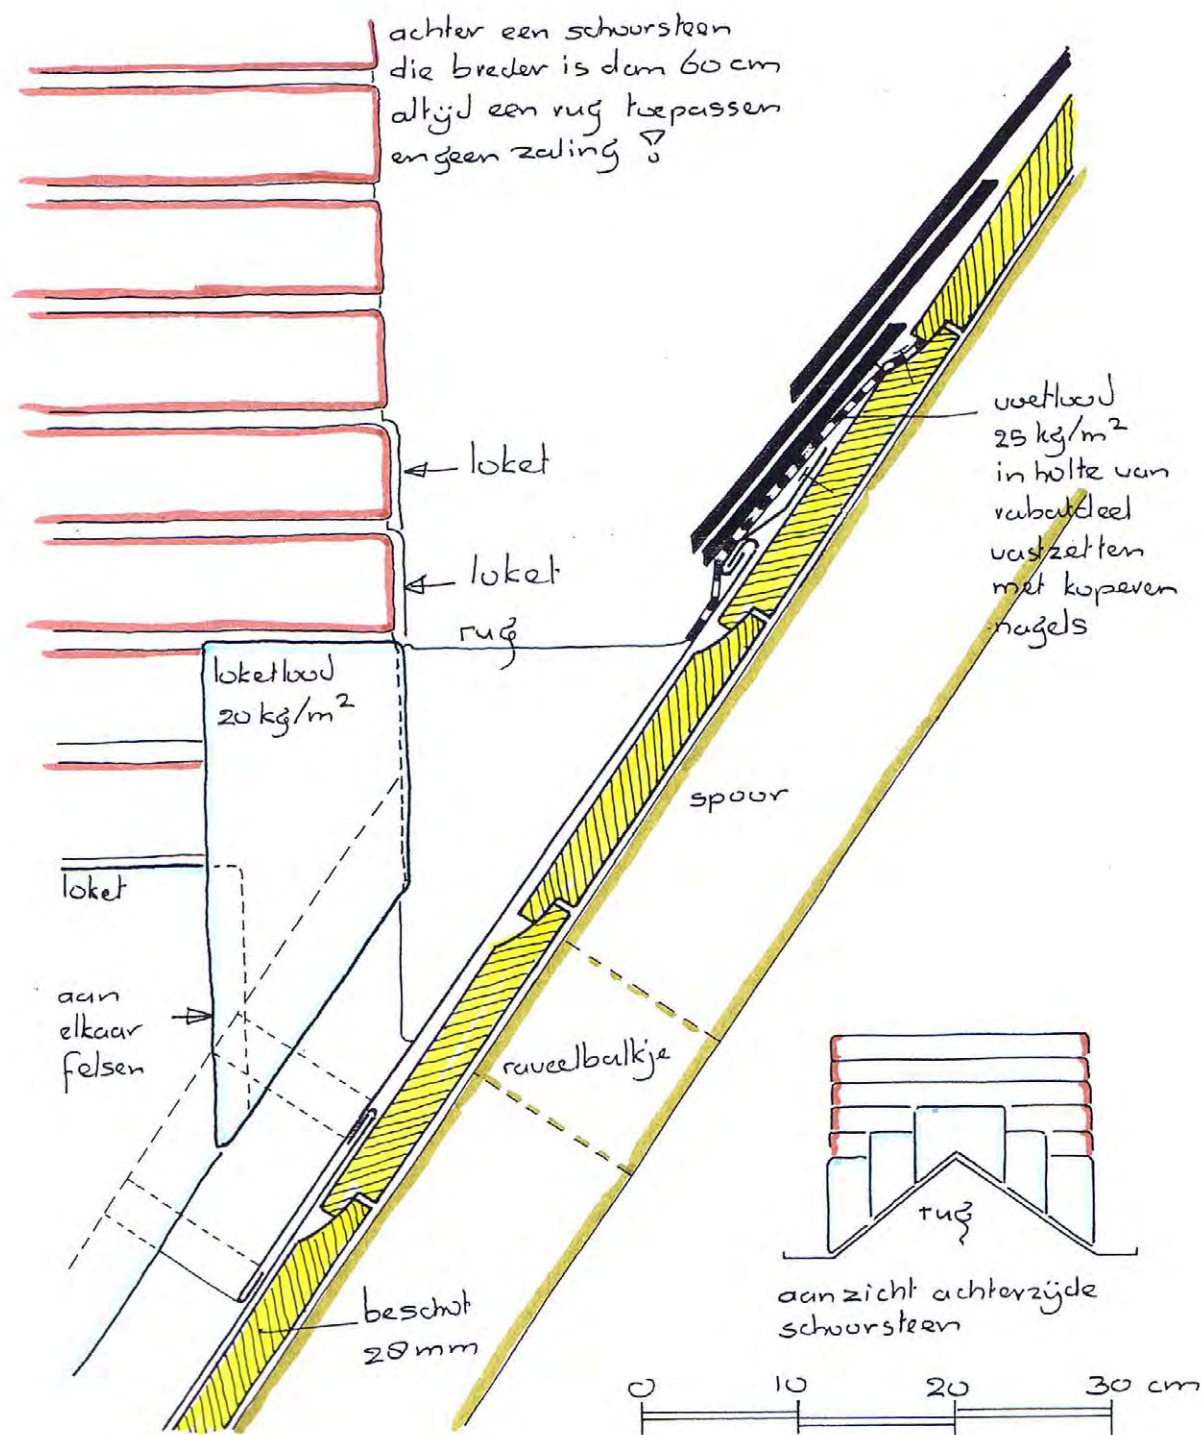 achter een schoorsteen
die breder is dan 60 cm
altijd een rug toepassen
en geen zaling !
loket
loket
rug
loketlood
20 kg/m²
voetlood
25 kg/m²
in holte van
rabatdeel
vastzetten
met koperen
nagels
spoor
loket
aan
elkaar
felsen
raveelbalkje
beschot
28 mm
rug
aanzicht achterzijde
schoorsteen
0 10 20 30 cm